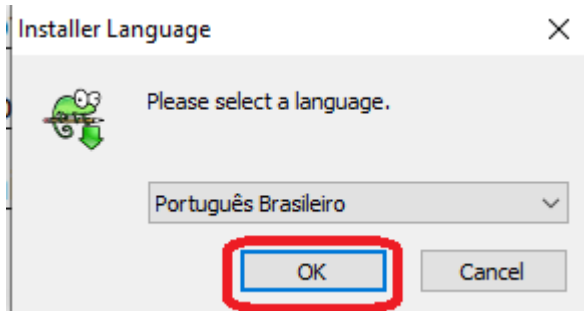 Installer Language
Please select a language.
Português Brasileiro
OK
Cancel